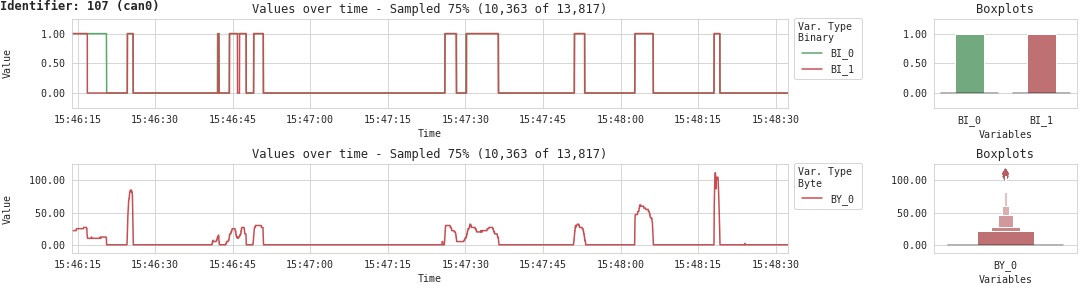 Identifier: 107 (can0)
Values over time - Sampled 75% (10,363 of 13,817)
Value
1.00
0.50
0.00
15:46:15 15:46:30 15:46:45 15:47:00 15:47:15 15:47:30 15:47:45 15:48:00 15:48:15 15:48:30
Time
Var. Type
Binary
BI_0
BI_1
Boxplots
1.00
0.50
0.00
BI_0 BI_1
Variables
Values over time - Sampled 75% (10,363 of 13,817)
Value
100.00
50.00
0.00
15:46:15 15:46:30 15:46:45 15:47:00 15:47:15 15:47:30 15:47:45 15:48:00 15:48:15 15:48:30
Time
Var. Type
Byte
BY_0
Boxplots
100.00
50.00
0.00
BY_0
Variables